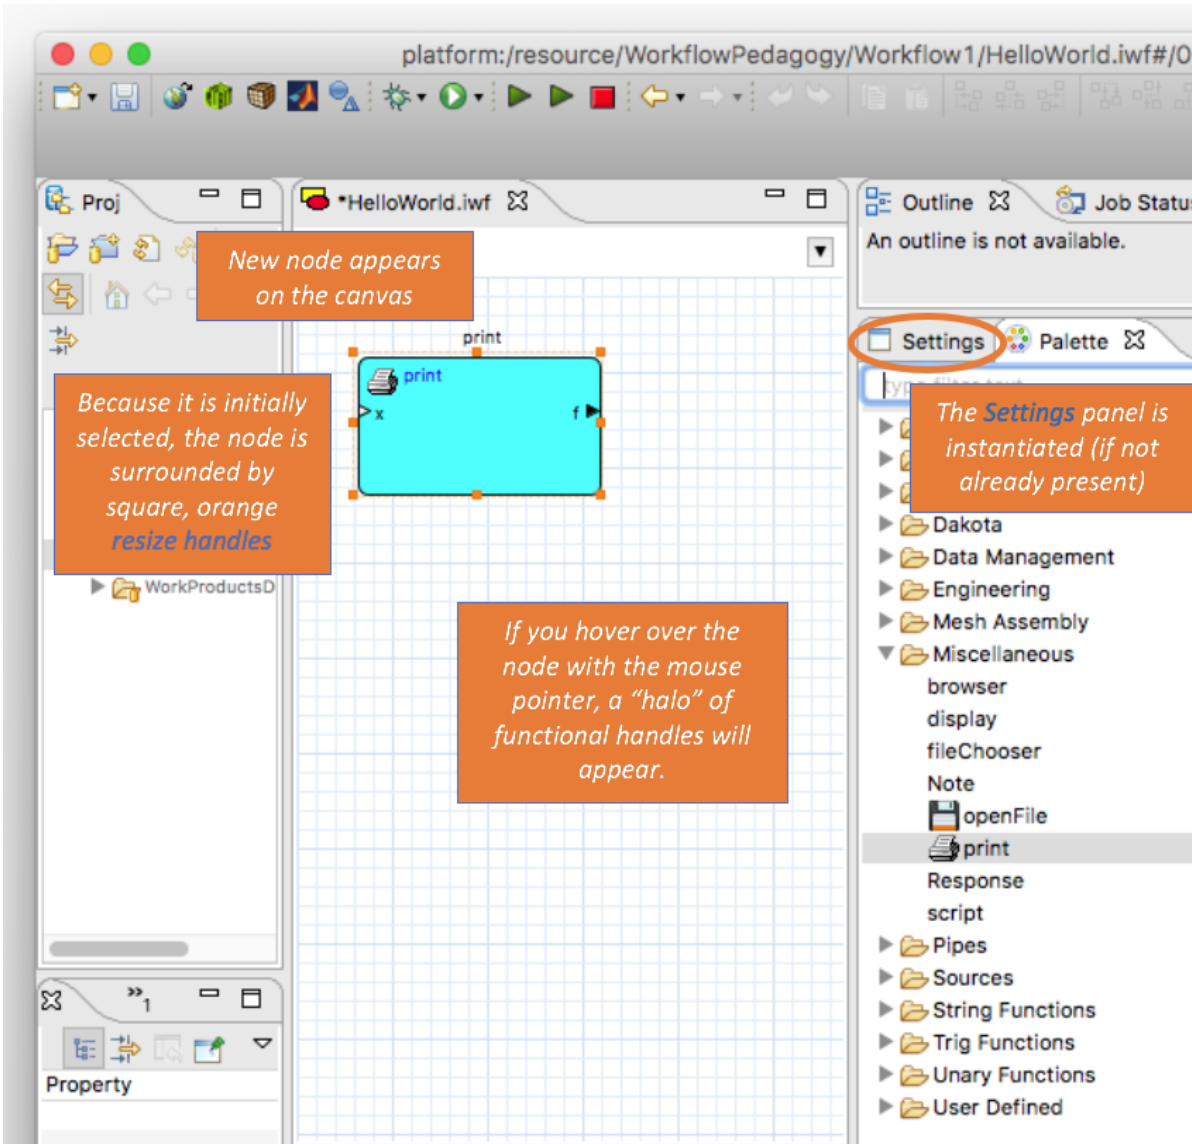 platform:/resource/WorkflowPedagogy/Workflow1/HelloWorld.iwf#/0
Proj
*HelloWorld.iwf
Outline
Job Status
An outline is not available.
New node appears
on the canvas
Settings
Palette
print
print
x
f
Because it is initially
selected, the node is
surrounded by
square, orange
resize handles
The Settings panel is
instantiated (if not
already present)
Dakota
Data Management
WorkProductsD
Engineering
Mesh Assembly
If you hover over the
node with the mouse
pointer, a “halo” of
functional handles will
appear.
Miscellaneous
browser
display
fileChooser
Note
openFile
print
Response
script
Pipes
Sources
String Functions
Trig Functions
Unary Functions
User Defined
»1
Property